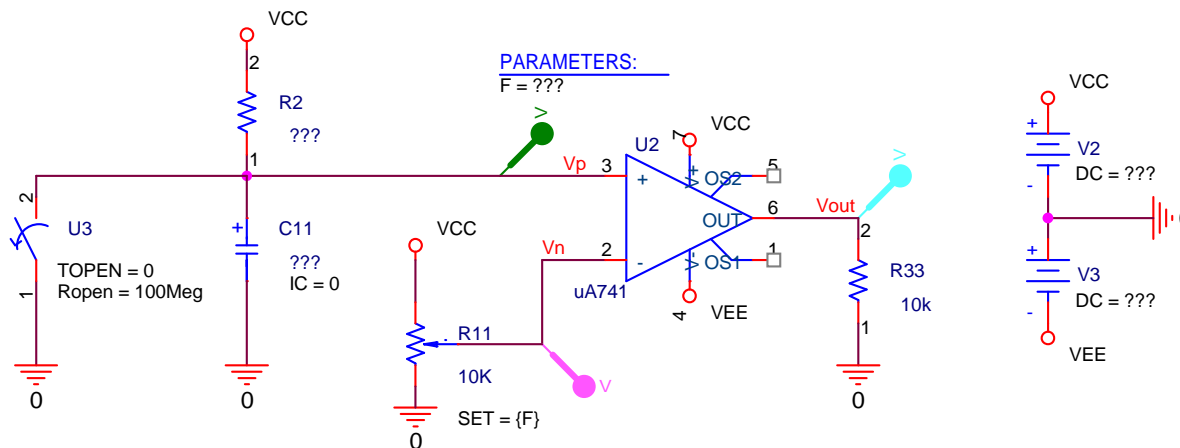 VCC
2
R2
???
1
PARAMETERS:
F = ???
V
2
U3
TOPEN = 0
Ropen = 100Meg
1
0
+
C11
???
IC = 0
0
VCC
R11
10K
SET = {F}
0
Vp
3
Vn
2
V
U2
+
-
uA741
7
VCC
V+
OS2
5
OUT
6
OS1
1
V-
4
VEE
Vout
V
2
R33
10k
1
0
VCC
+
V2
DC = ???
-
0
+
V3
DC = ???
-
VEE